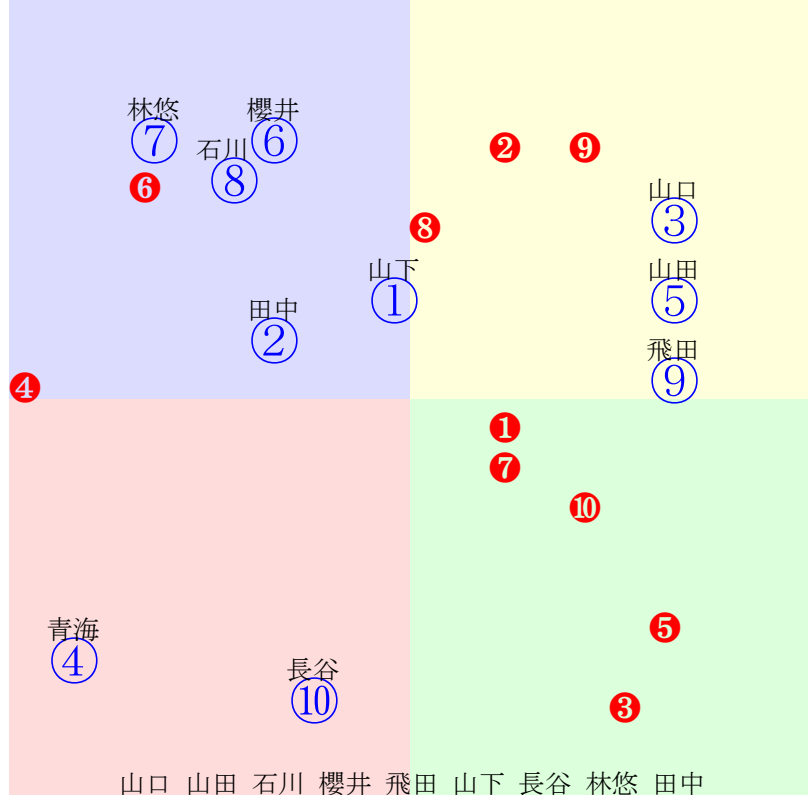 林悠 櫻井
⑦ 石川 ⑥ ❷ ❾
❻ ⑧ 山口
③
❽
山下 山田
① ⑤
田中
② 飛田
❹ ⑨
❶
❼
❿
青海 ❺
④ 長谷
⑩ ❸
山口 山田 石川 櫻井 飛田 山下 長谷 林悠 田中